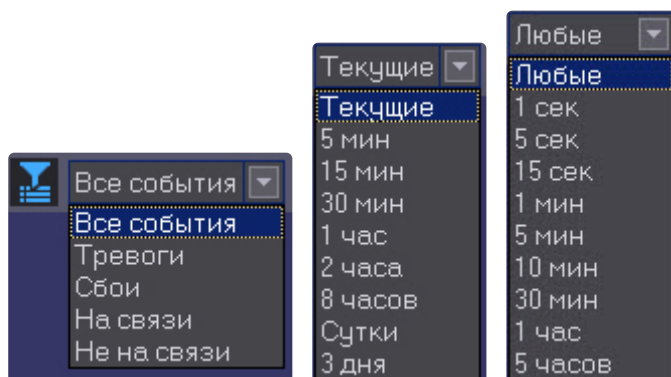 Все события
Все события
Тревоги
Сбои
На связи
Не на связи
Текущие
Текущие
5 мин
15 мин
30 мин
1 час
2 часа
8 часов
Сутки
3 дня
Любые
Любые
1 сек
5 сек
15 сек
1 мин
5 мин
10 мин
30 мин
1 час
5 часов